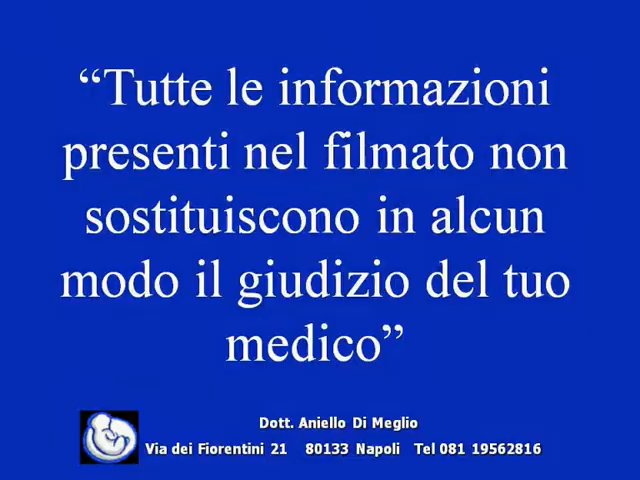 “Tutte le informazioni
presenti nel filmato non
sostituiscono in alcun
modo il giudizio del tuo
medico”
Dott. Aniello Di Meglio
Via dei Fiorentini 21 80133 Napoli Tel 081 19562816